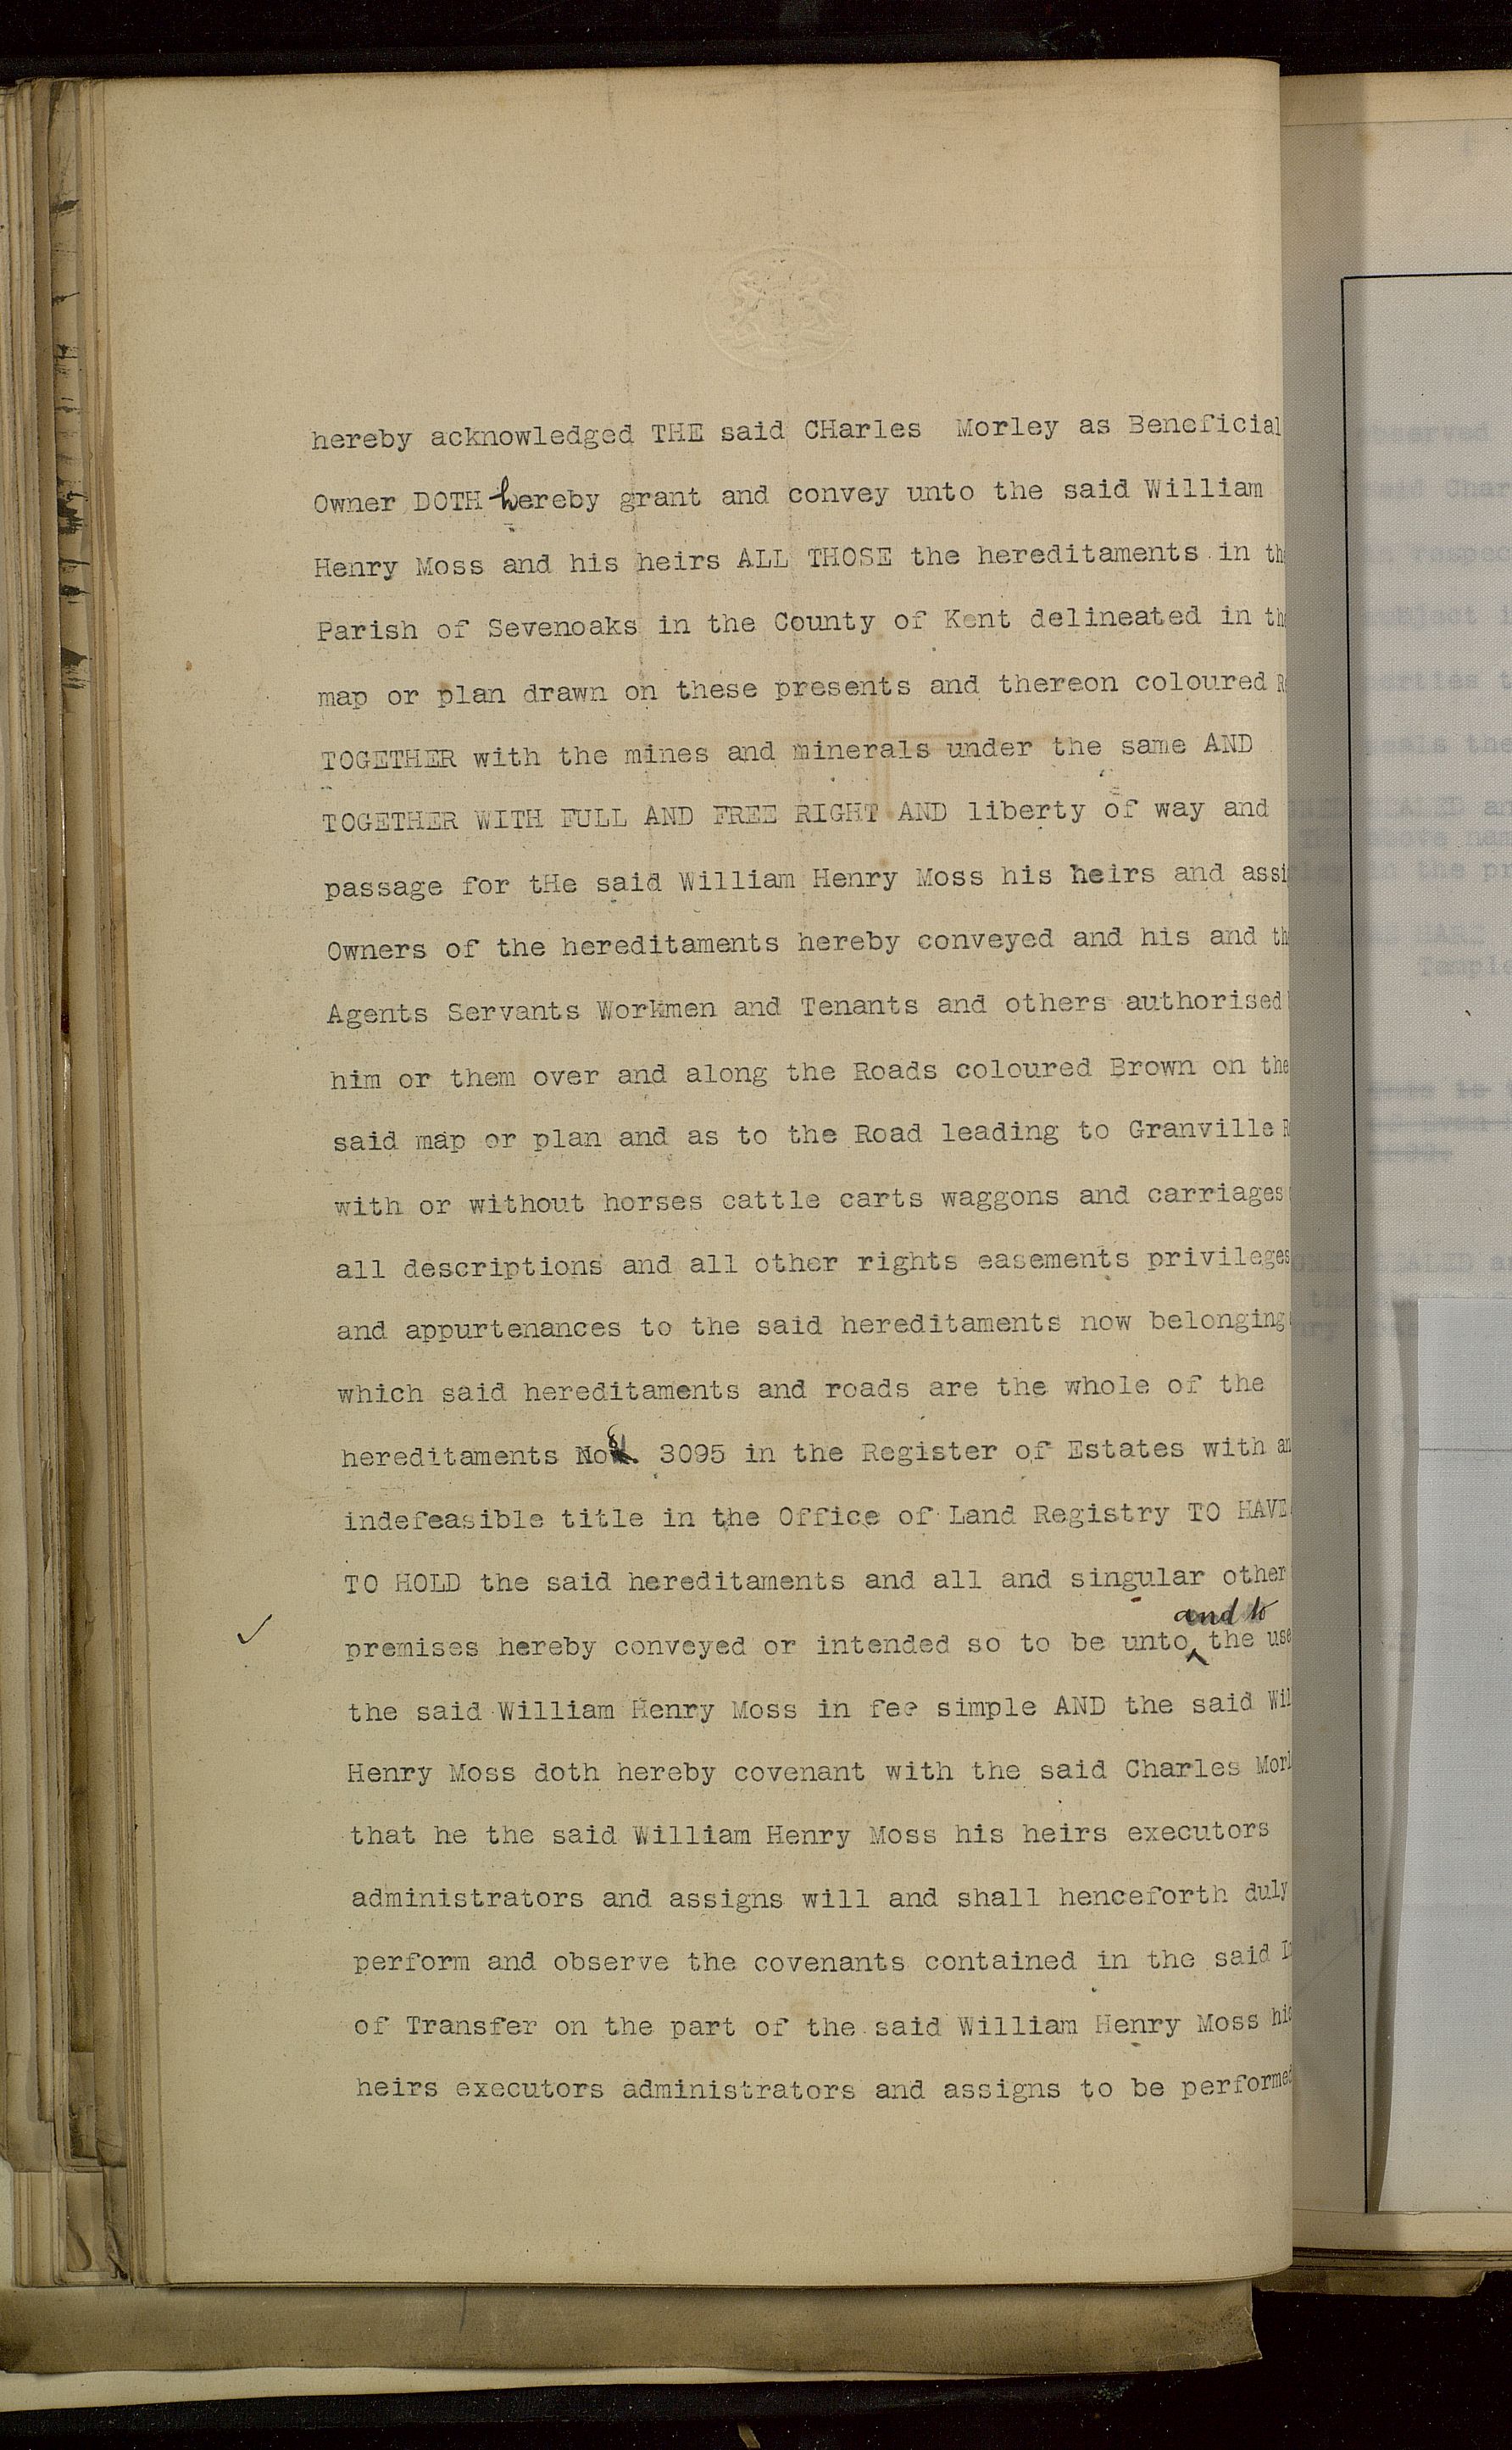 hereby acknowledged THE said CHarles Morley as Beneficial
Owner DOTH hereby grant and convey unto the said William
Henry Moss and his heirs ALL THOSE the hereditaments in th
Parish of Sevenoaks in the County of Kent delineated in the
map or plan drawn on these presents and thereon coloured
TOGETHER with the mines and minerals under the same AND
TOGETHER WITH FULL AND FREE RIGHT AND liberty of way and
passage for tHe said William Henry Moss his heirs and assi
Owners of the hereditaments hereby conveyed and his and th
Agents Servants Workmen and Tenants and others authorised
him or them over and along the Roads coloured Brown on the
said map or plan and as to the Road leading to Granville R
with or without horses cattle carts waggons and carriages
all descriptions and all other rights easements privileges
and appurtenances to the said hereditaments now belonging
which said hereditaments and roads are the whole of the
hereditaments No. 3095 in the Register of Estates with an
indefeasible title in the Office of Land Registry TO HAVE
TO HOLD the said hereditaments and all and singular other
and to
premises hereby conveyed or intended so to be unto ^ the use
the said William Henry Moss in fee simple AND the said Wil
Henry Moss doth hereby covenant with the said Charles Morl
that he the said William Henry Moss his heirs executors
administrators and assigns will and shall henceforth duly
perform and observe the covenants contained in the said I
of Transfer on the part of the said William Henry Moss his
heirs executors administrators and assigns to be performed